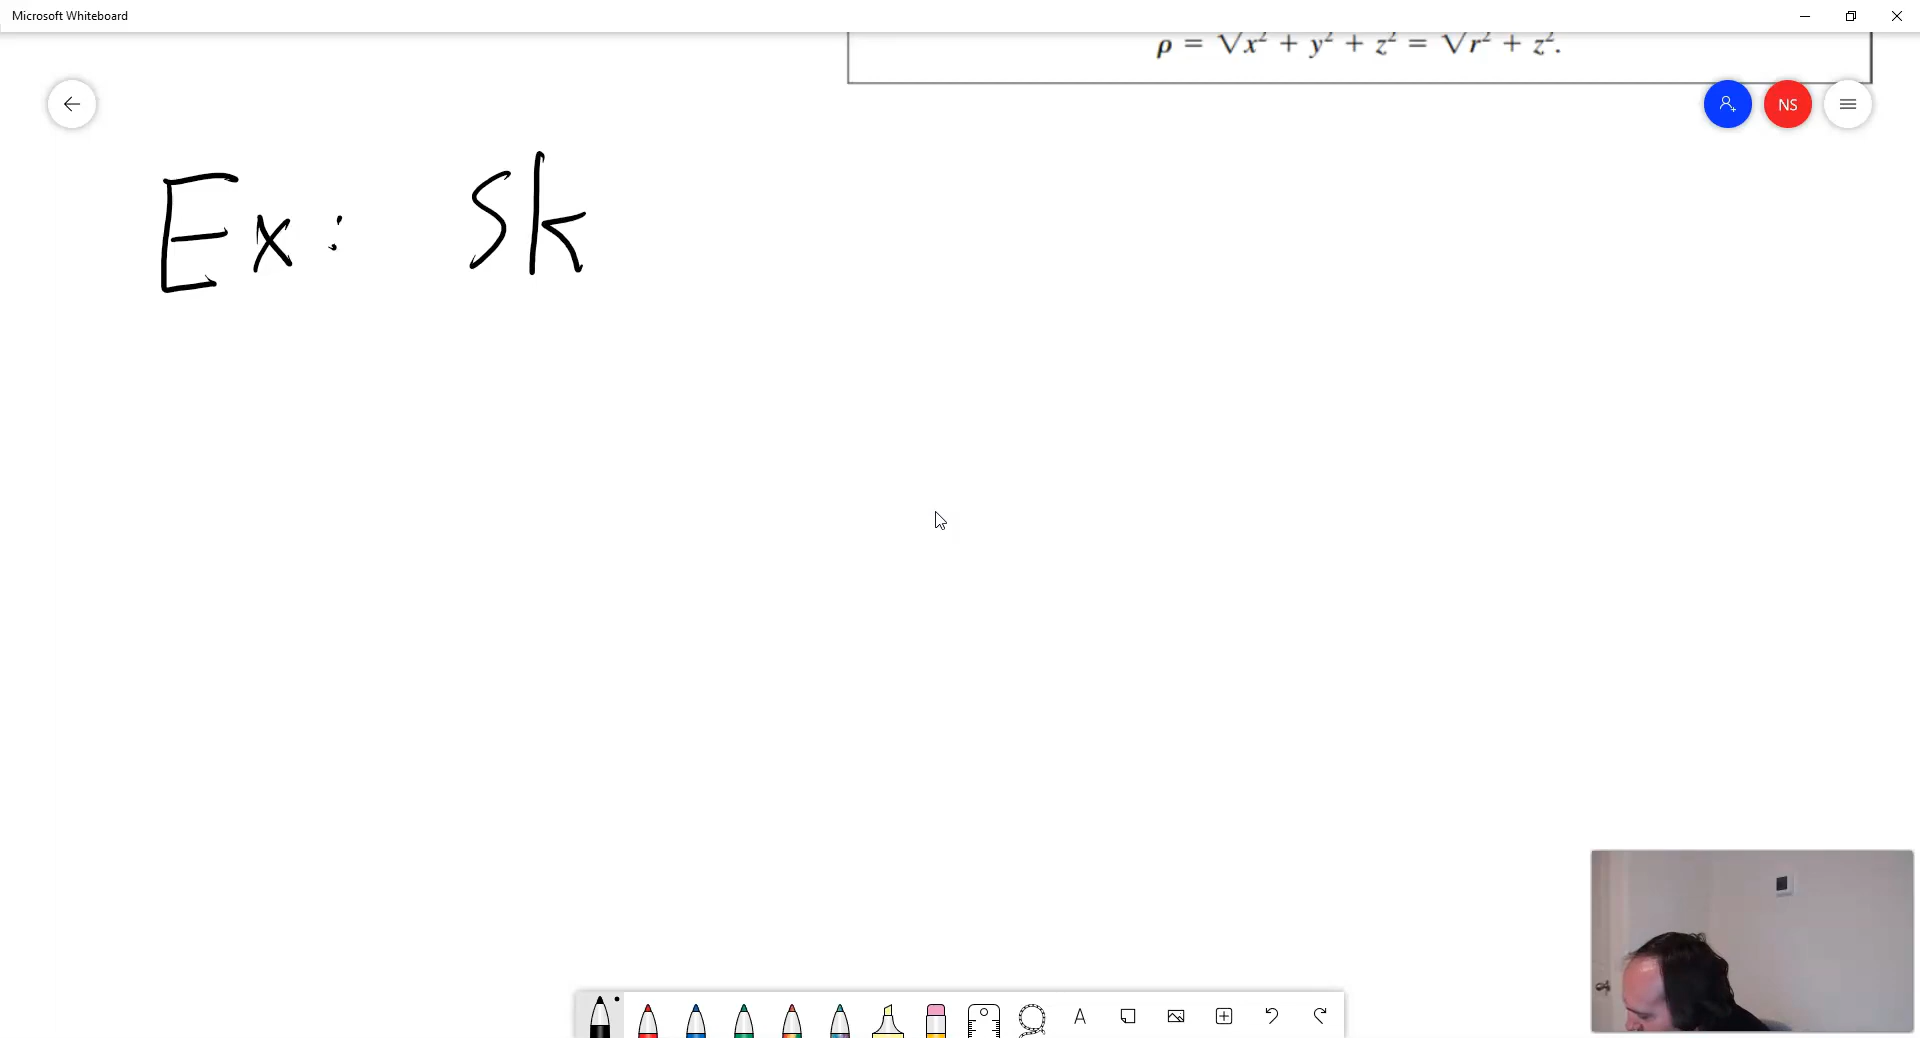 Microsoft Whiteboard
ρ = √x² + y² + z² = √r² + z².
NS
Ex: Sk
A